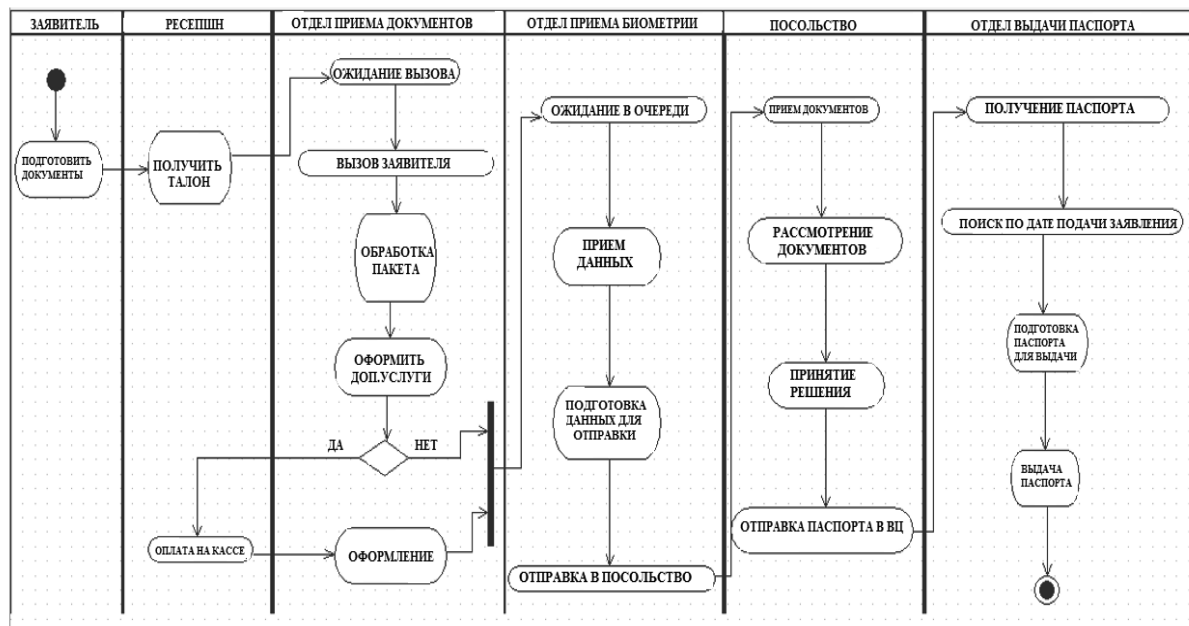 ЗАЯВИТЕЛЬ
РЕСЕПШН
ОТДЕЛ ПРИЕМА ДОКУМЕНТОВ
ОТДЕЛ ПРИЕМА БИОМЕТРИИ
ПОСОЛЬСТВО
ОТДЕЛ ВЫДАЧИ ПАСПОРТА
ПОДГОТОВИТЬ
ДОКУМЕНТЫ
ПОЛУЧИТЬ
ТАЛОН
ОЖИДАНИЕ ВЫЗОВА
ВЫЗОВ ЗАЯВИТЕЛЯ
ОБРАБОТКА
ПАКЕТА
ОФОРМИТЬ
ДОП.УСЛУГИ
ДА
НЕТ
ОПЛАТА НА КАССЕ
ОФОРМЛЕНИЕ
ОЖИДАНИЕ В ОЧЕРЕДИ
ПРИЕМ
ДАННЫХ
ПОДГОТОВКА
ДАННЫХ ДЛЯ
ОТПРАВКИ
ОТПРАВКА В ПОСОЛЬСТВО
ПРИЕМ ДОКУМЕНТОВ
РАССМОТРЕНИЕ
ДОКУМЕНТОВ
ПРИНЯТИЕ
РЕШЕНИЯ
ОТПРАВКА ПАСПОРТА В ВЦ
ПОЛУЧЕНИЕ ПАСПОРТА
ПОИСК ПО ДАТЕ ПОДАЧИ ЗАЯВЛЕНИЯ
ПОДГОТОВКА
ПАСПОРТА
ДЛЯ ВЫДАЧИ
ВЫДАЧА
ПАСПОРТА